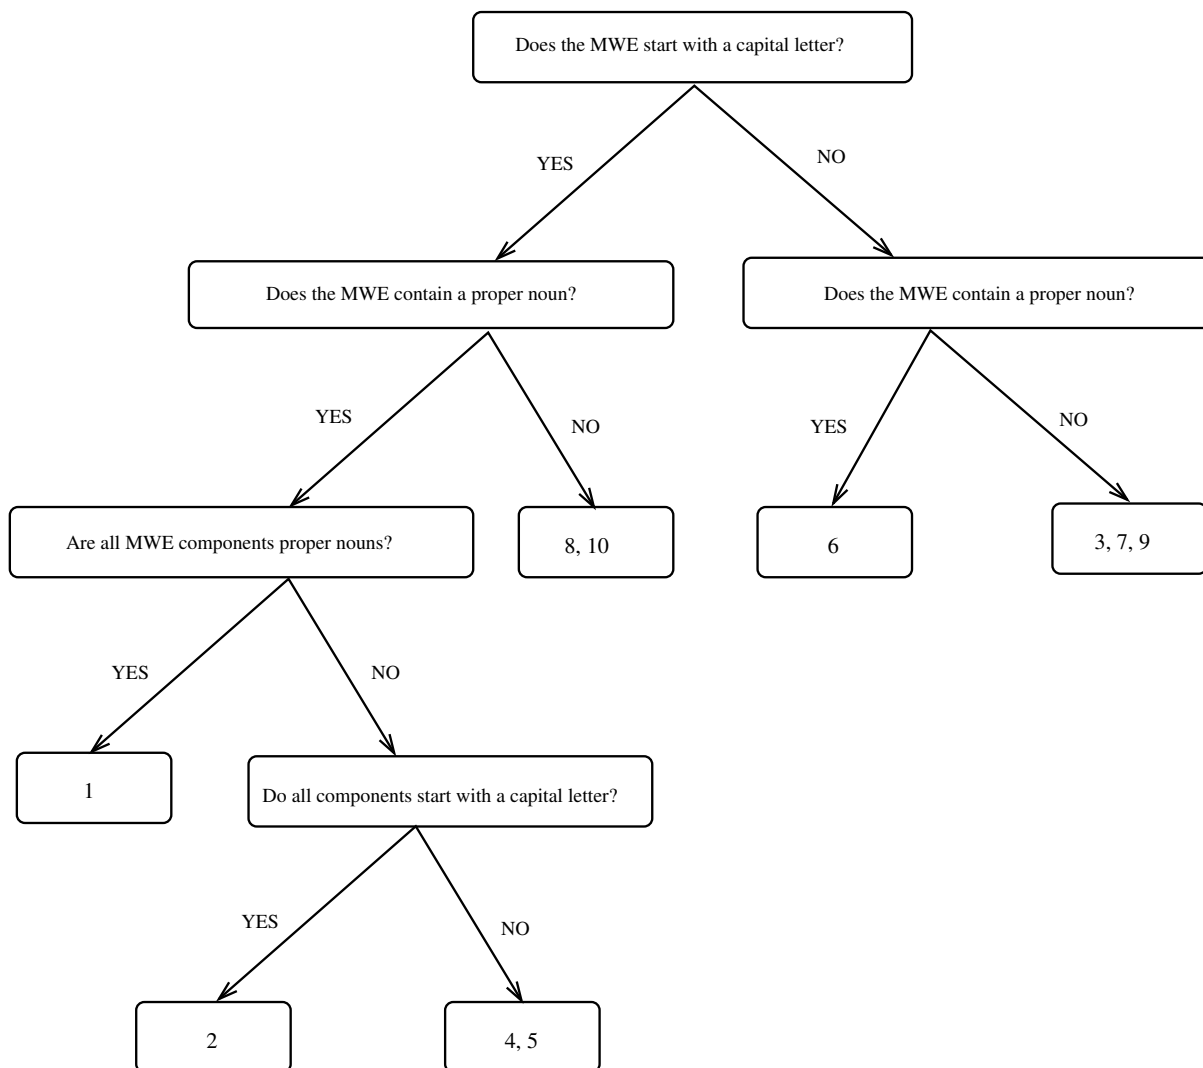 Does the MWE start with a capital letter?
YES
NO
Does the MWE contain a proper noun?
Does the MWE contain a proper noun?
YES
NO
YES
NO
Are all MWE components proper nouns?
8, 10
6
3, 7, 9
YES
NO
1
Do all components start with a capital letter?
YES
NO
2
4, 5